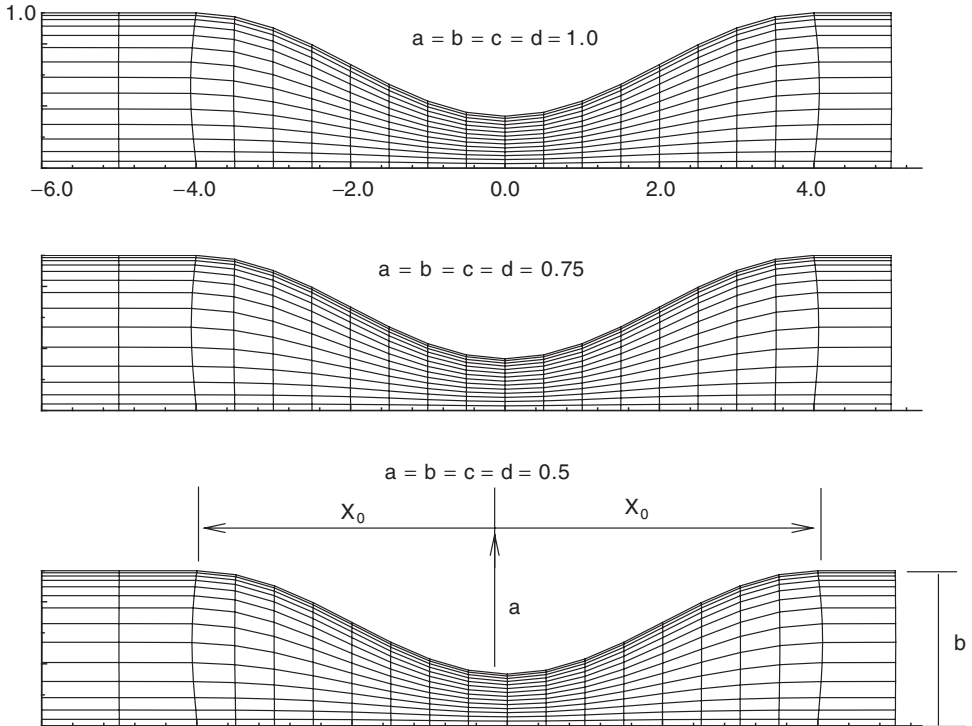 1.0
a = b = c = d = 1.0
−6.0 −4.0 −2.0 0.0 2.0 4.0
a = b = c = d = 0.75
a = b = c = d = 0.5
X₀ X₀
a
b